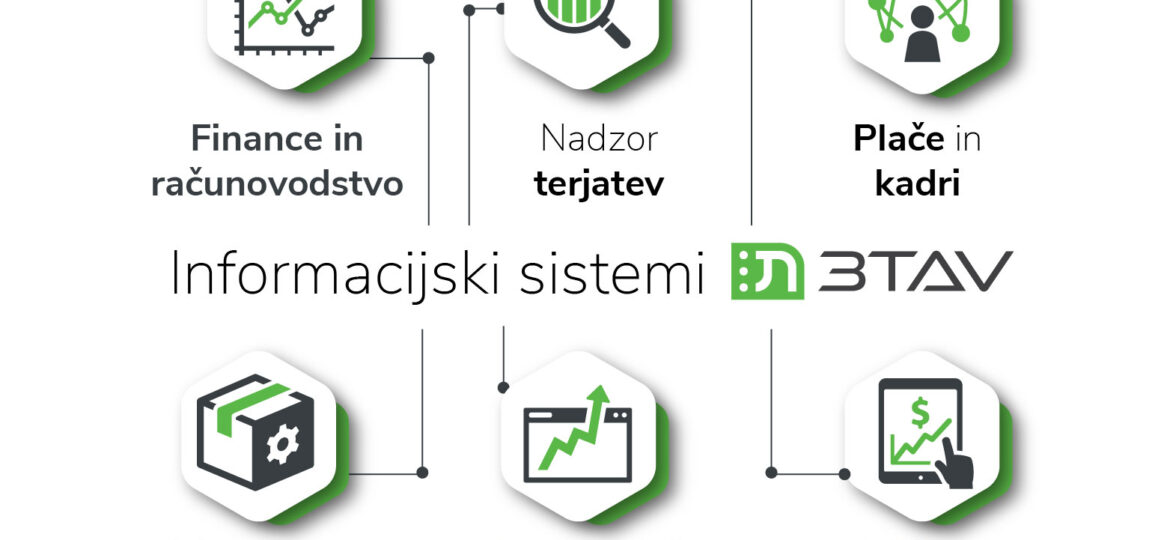 Finance in
računovodstvo
Nadzor
terjatev
Plače in
kadri
Informacijski sistemi 3TAV
$